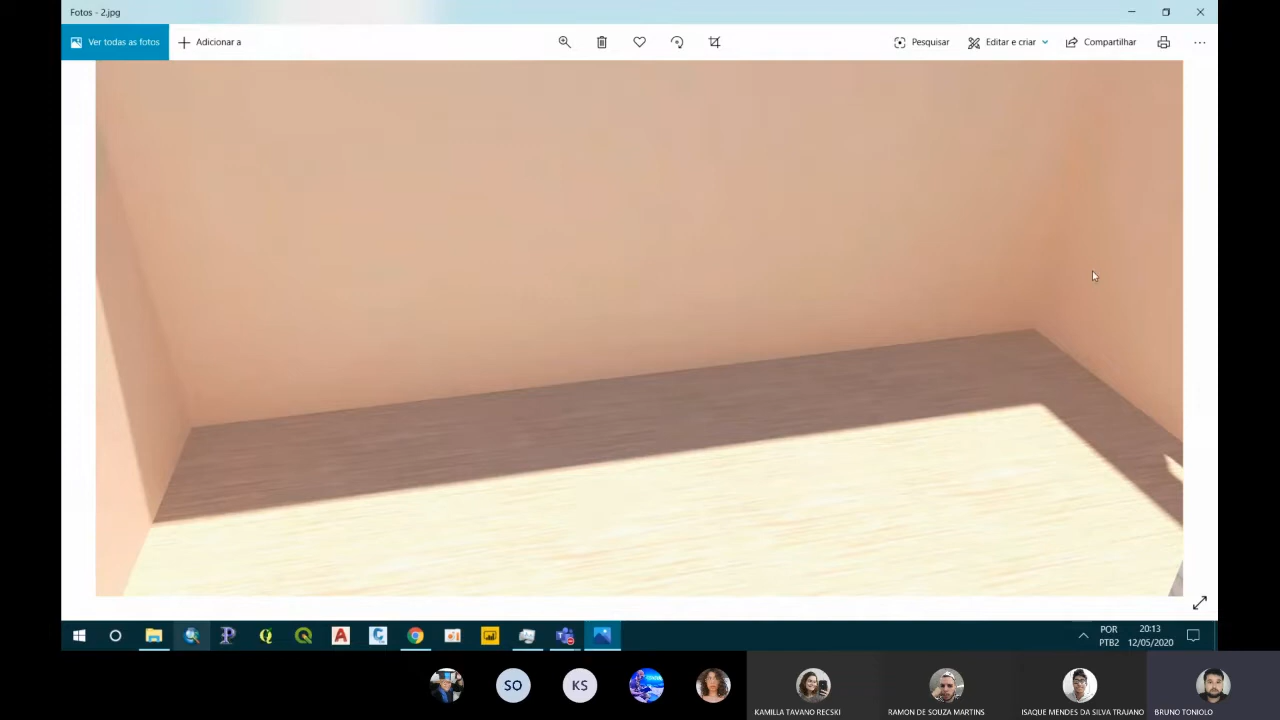 Fotos - 2.jpg
Ver todas as fotos
Adicionar a
Pesquisar
Editar e criar
Compartilhar
POR
PTB2
20:13
12/05/2020
SO
KS
KAMILLA TAVANO RECSKI
RAMON DE SOUZA MARTINS
ISAQUE MENDES DA SILVA TRAJANO
BRUNO TONIOLO